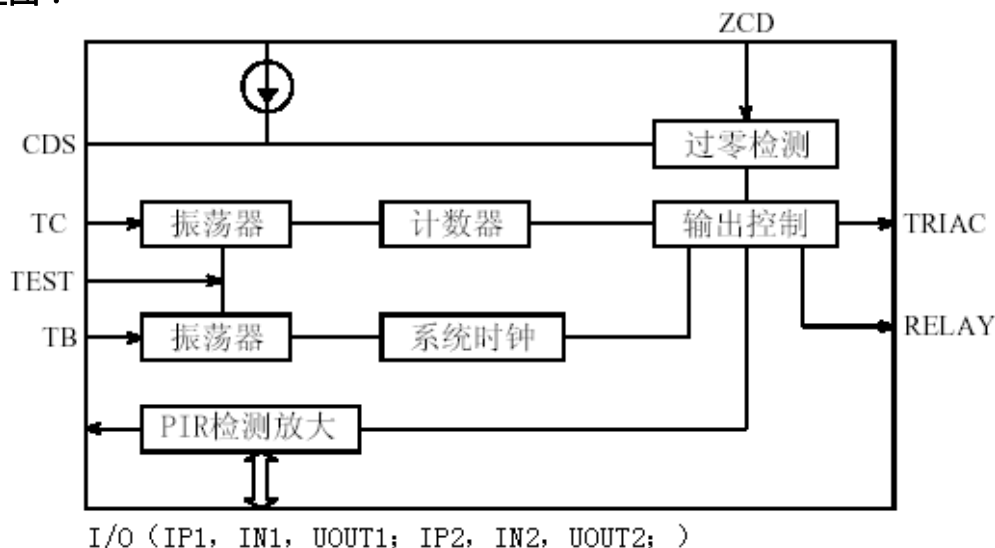 ZCD
CDS
过零检测
TC
振荡器
计数器
输出控制
TRIAC
TEST
TB
振荡器
系统时钟
RELAY
PIR检测放大
I/O（IP1, IN1, UOUT1; IP2, IN2, UOUT2; ）